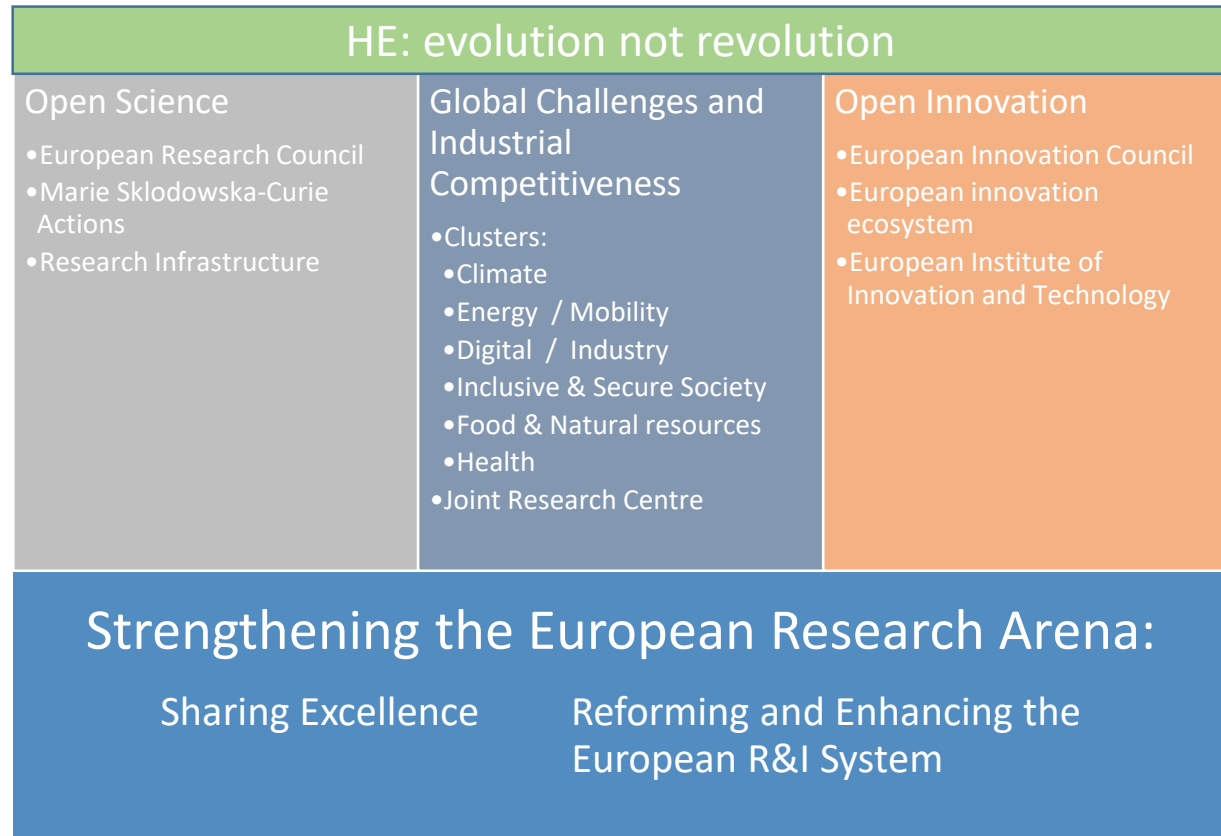 HE: evolution not revolution
Open Science
•European Research Council
•Marie Sklodowska-Curie
Actions
•Research Infrastructure
Global Challenges and
Industrial
Competitiveness
•Clusters:
•Climate
•Energy / Mobility
•Digital / Industry
•Inclusive & Secure Society
•Food & Natural resources
•Health
•Joint Research Centre
Open Innovation
•European Innovation Council
•European innovation
ecosystem
•European Institute of
Innovation and Technology
Strengthening the European Research Arena:
Sharing Excellence
Reforming and Enhancing the
European R&I System